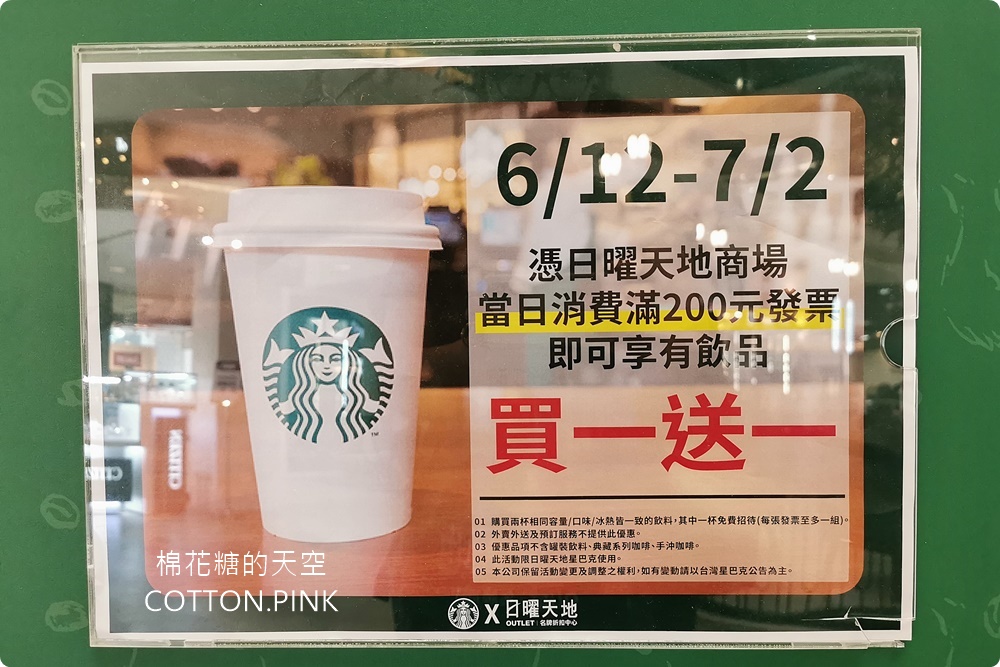 6/12-7/2
憑日曜天地商場
當日消費滿200元發票
即可享有飲品
買一送一
01 購買兩杯相同容量/口味/冰熱皆一致的飲料,其中一杯免費招待(每張發票至多一組)。
02 外賣外送及預訂服務不提供此優惠。
03 優惠品項不含罐裝飲料、典藏系列咖啡、手沖咖啡。
04 此活動限日曜天地星巴克使用。
05 本公司保留活動變更及調整之權利,如有變動請以台灣星巴克公告為主。
棉花糖的天空
COTTON.PINK
X 日曜天地
OUTLET 名牌折扣中心